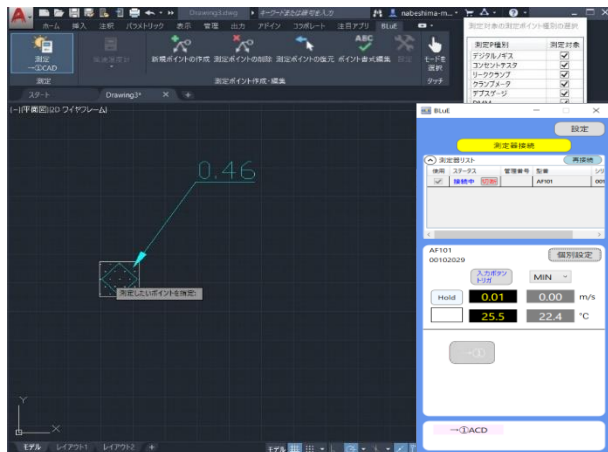 Drawing3.dwg
キーワードまたは語句を入力
nabeshima-m...
ホーム 挿入 注釈 パラメトリック 表示 管理 出力 アドイン コラボレート 注目アプリ BLuE
測定
→①CAD
新規ポイントの作成 測定ポイントの削除 測定ポイントの復元 ポイント書式編集 設定
モードを
選択
測定
測定ポイント作成・編集
タッチ
スタート
Drawing3*
[-][平面図][2D ワイヤフレーム]
0.46
測定したいポイントを指定:
Y
X
モデル レイアウト1 レイアウト2 +
モデル
測定対象の測定ポイント種別の選択
測定P種別 測定対象
デジタルノギス
コンセントテスタ
リーククランプ
クランプメータ
デプスゲージ
BLuE
設定
測定器接続
測定器リスト
再接続
使用 ステータス 管理番号 型番 シリ
接続中 切断 AF101 001
AF101
00102029
個別設定
入力ボタン
トリガ
MIN
Hold 0.01 0.00 m/s
25.5 22.4 ℃
→①
→①ACD